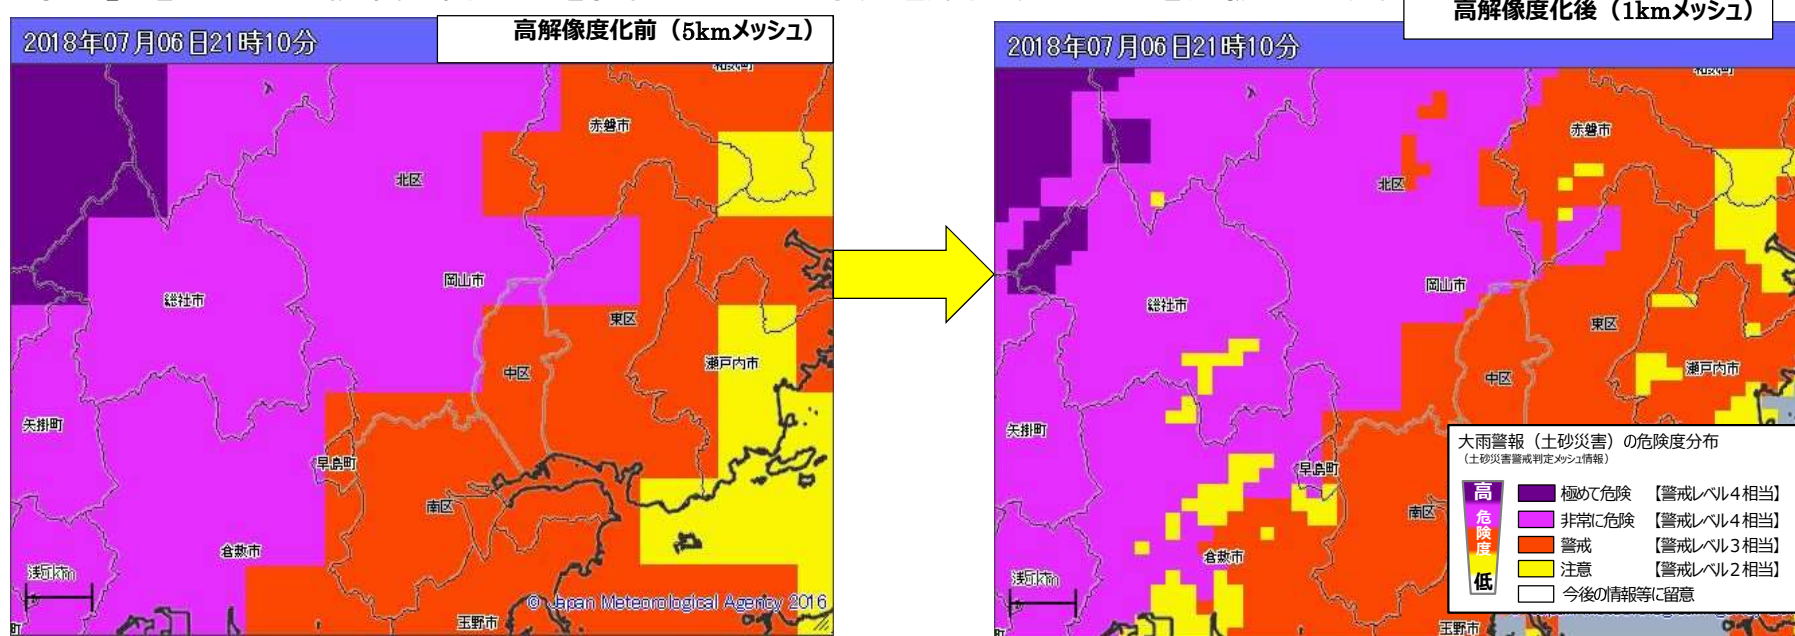 高解像度化前（5kmメッシュ）
2018年07月06日21時10分
赤磐市
北区
岡山市
総社市
東区
瀬戸内市
中区
矢掛町
早島町
南区
倉敷市
玉野市
© Japan Meteorological Agency 2016
高解像度化後（1kmメッシュ）
2018年07月06日21時10分
赤磐市
北区
岡山市
総社市
東区
瀬戸内市
中区
矢掛町
早島町
南区
倉敷市
玉野市
大雨警報（土砂災害）の危険度分布
（土砂災害警戒判定メッシュ情報）
高
危険度
低
極めて危険 【警戒レベル4相当】
非常に危険 【警戒レベル4相当】
警戒 【警戒レベル3相当】
注意 【警戒レベル2相当】
今後の情報等に留意